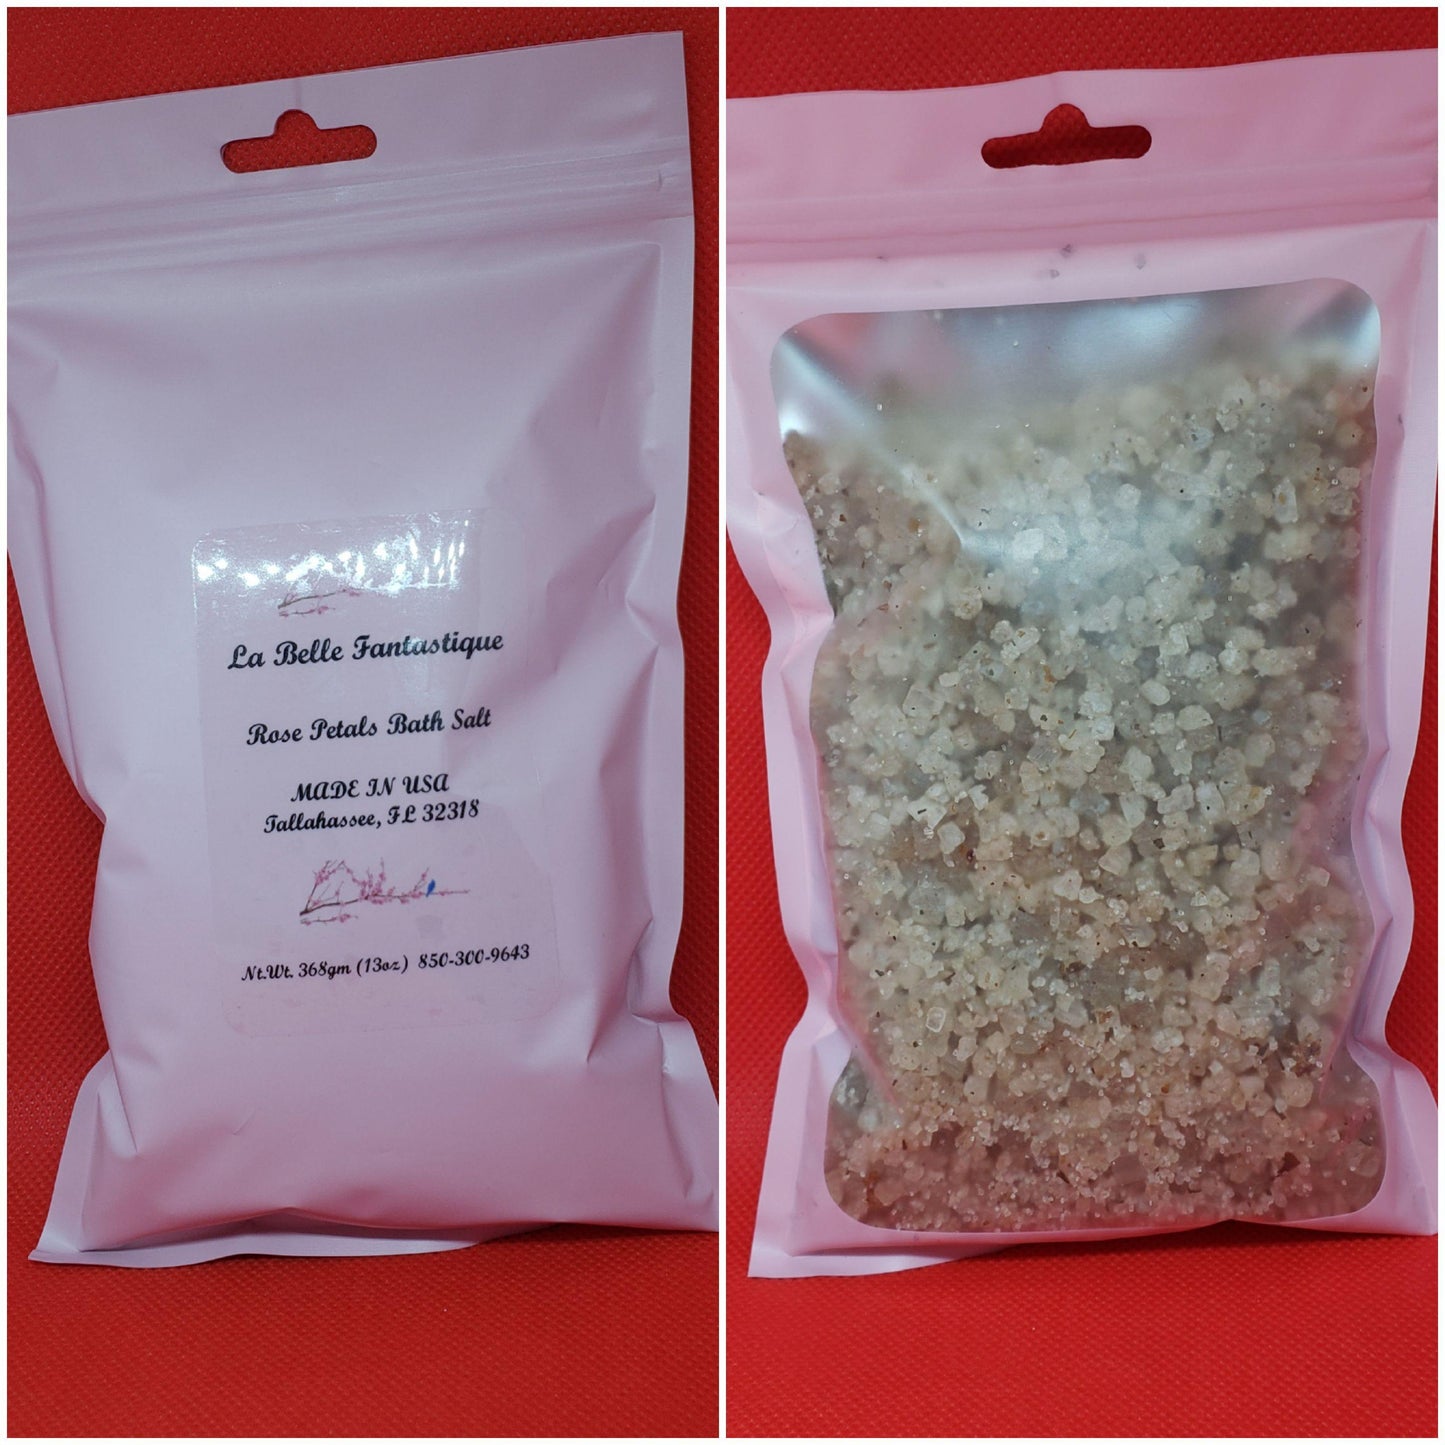 La Belle Fantastique
Rose Petals Bath Salt
MADE IN USA
Tallahassee, FL 32318
Nt.Wt. 368gm (13oz) 850-300-9643